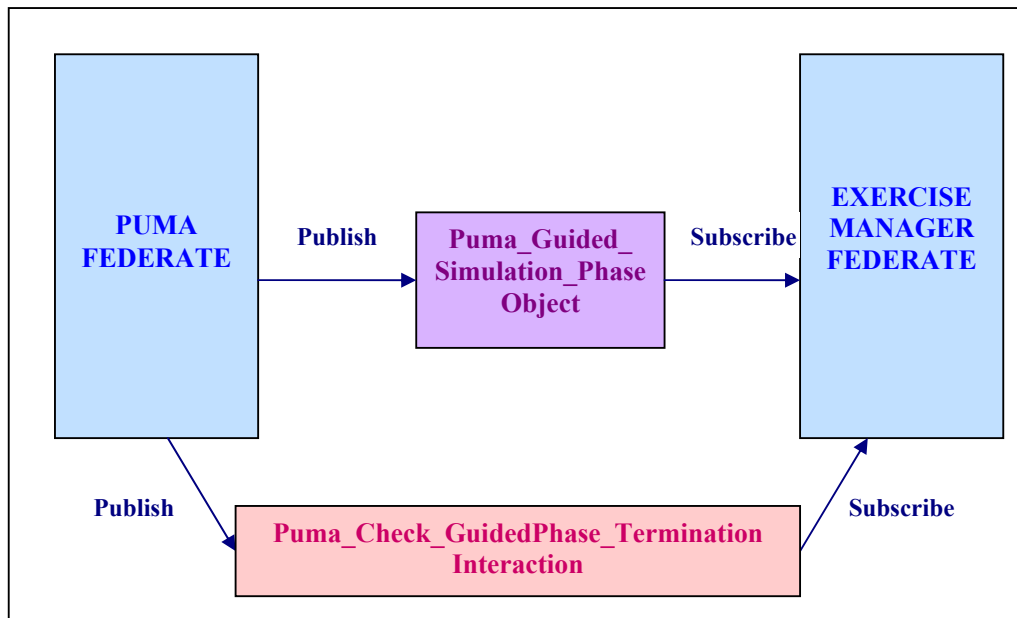 PUMA
FEDERATE
Publish
Puma_Guided_
Simulation_Phase
Object
Subscribe
EXERCISE
MANAGER
FEDERATE
Publish
Puma_Check_GuidedPhase_Termination
Interaction
Subscribe